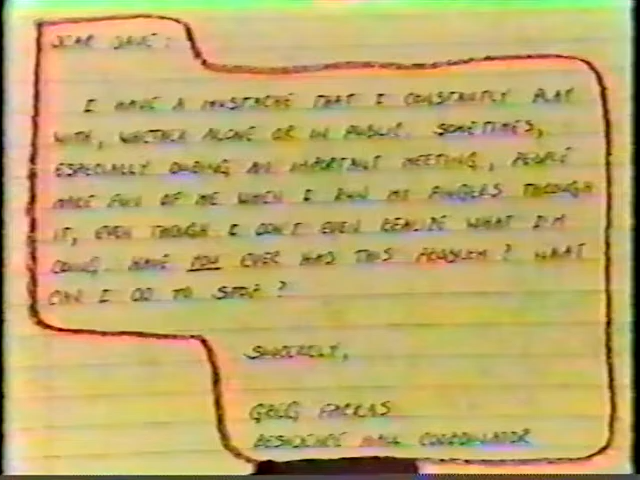 DEAR DAVE:
I HAVE A MUSTACHE THAT I CONSTANTLY PLAY
WITH, WHETHER ALONE OR IN PUBLIC. SOMETIMES,
ESPECIALLY DURING AN IMPORTANT MEETING, PEOPLE
MAKE FUN OF ME WHEN I RUN MY FINGERS THROUGH
IT, EVEN THOUGH I DON'T EVEN REALIZE WHAT I'M
DOING. HAVE YOU EVER HAD THIS PROBLEM? WHAT
CAN I DO TO STOP?
SINCERELY,
GREG
RESIDENCE HALL COORDINATOR